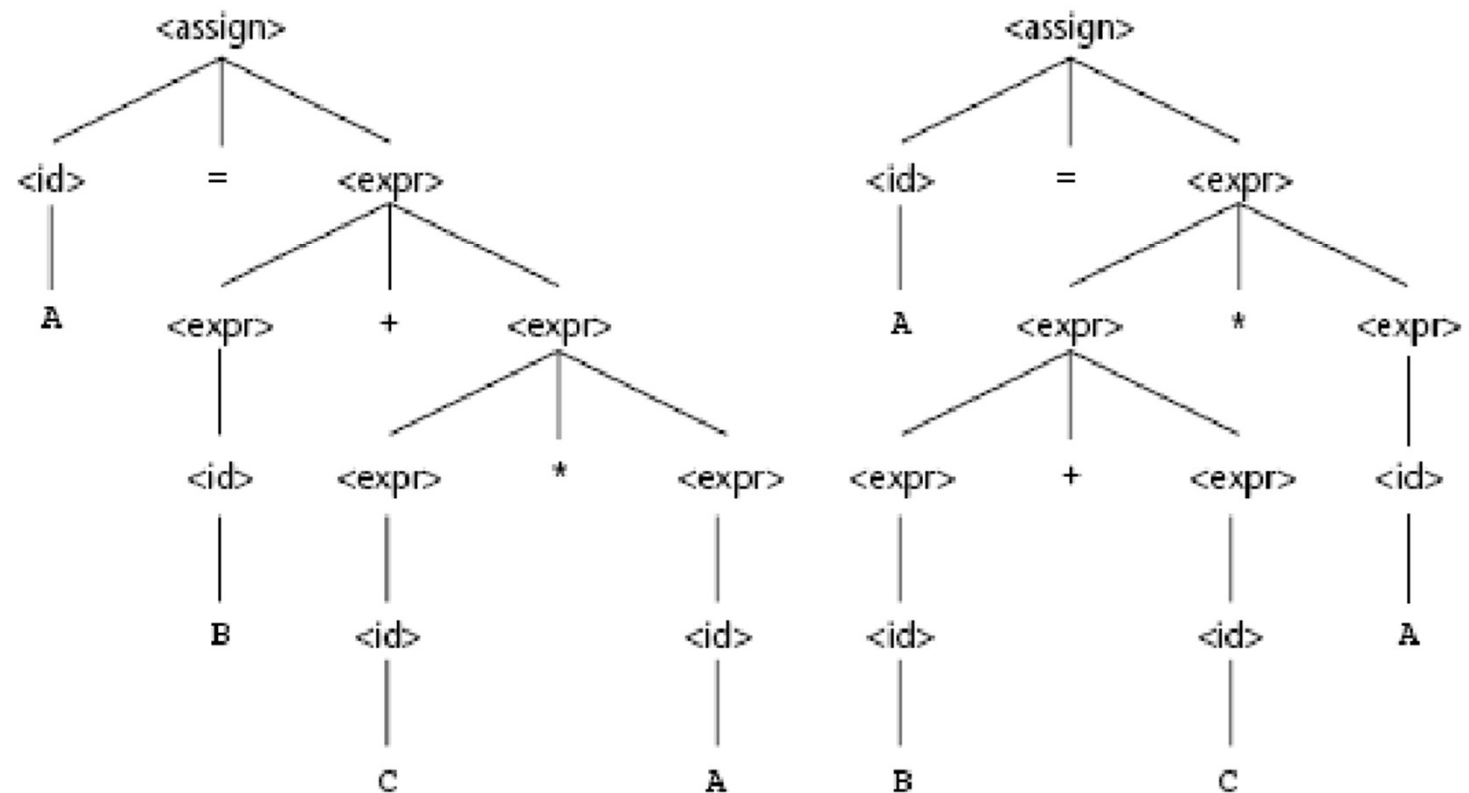 <assign> <assign>
<id> = <expr> <id> = <expr>
A <expr> + <expr> A <expr> * <expr>
<id> <expr> * <expr> <expr> + <expr> <id>
B <id> <id> <id> <id> A
C A B C